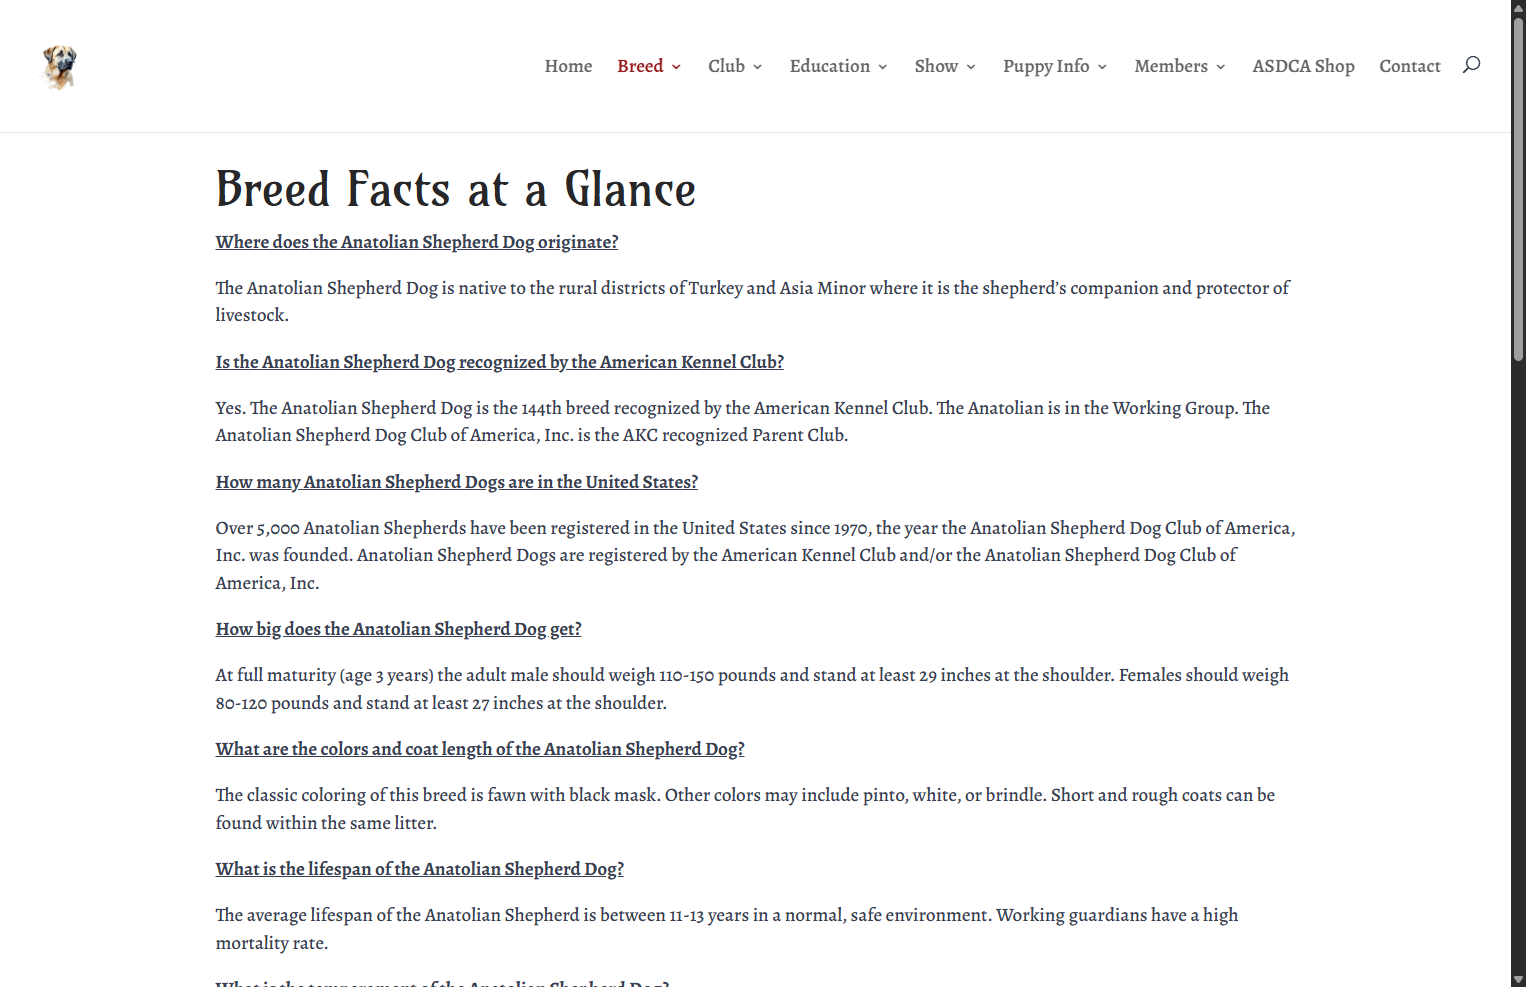 Home Breed Club Education Show Puppy Info Members ASDCA Shop Contact
Breed Facts at a Glance
Where does the Anatolian Shepherd Dog originate?
The Anatolian Shepherd Dog is native to the rural districts of Turkey and Asia Minor where it is the shepherd’s companion and protector of
livestock.
Is the Anatolian Shepherd Dog recognized by the American Kennel Club?
Yes. The Anatolian Shepherd Dog is the 144th breed recognized by the American Kennel Club. The Anatolian is in the Working Group. The
Anatolian Shepherd Dog Club of America, Inc. is the AKC recognized Parent Club.
How many Anatolian Shepherd Dogs are in the United States?
Over 5,000 Anatolian Shepherds have been registered in the United States since 1970, the year the Anatolian Shepherd Dog Club of America,
Inc. was founded. Anatolian Shepherd Dogs are registered by the American Kennel Club and/or the Anatolian Shepherd Dog Club of
America, Inc.
How big does the Anatolian Shepherd Dog get?
At full maturity (age 3 years) the adult male should weigh 110-150 pounds and stand at least 29 inches at the shoulder. Females should weigh
80-120 pounds and stand at least 27 inches at the shoulder.
What are the colors and coat length of the Anatolian Shepherd Dog?
The classic coloring of this breed is fawn with black mask. Other colors may include pinto, white, or brindle. Short and rough coats can be
found within the same litter.
What is the lifespan of the Anatolian Shepherd Dog?
The average lifespan of the Anatolian Shepherd is between 11-13 years in a normal, safe environment. Working guardians have a high
mortality rate.
What is the temperament of the Anatolian Shepherd Dog?